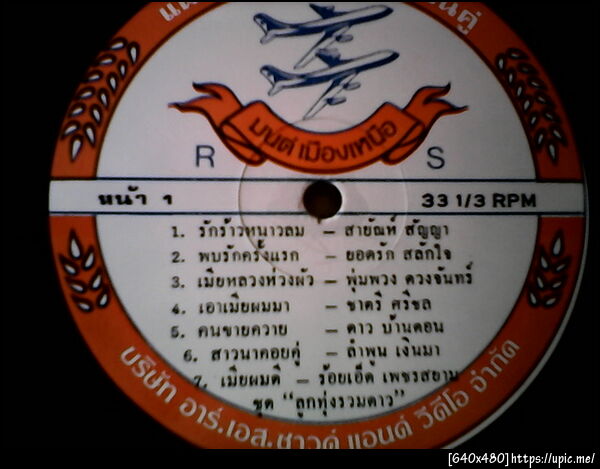 แผ่
นคู่
มนต์เมืองเหนือ
R S
หน้า 1 33 1/3 RPM
1. รักร้าวหนาวลม – สายัณห์ สัญญา
2. พบรักครั้งแรก – ยอดรัก สลักใจ
3. เมียหลวงห่วงผัว – พุ่มพวง ดวงจันทร์
4. เอาเมียผมมา – ชาตรี ศรีชล
5. คนขายควาย – ดาว บ้านดอน
6. สาวนาคอยคู่ – ลำพูน เงินมา
7. เมียผมดี – ร้อยเอ็ด เพชรสยาม
ชุด "ลูกทุ่งรวมดาว"
บริษัท อาร์.เอส.ซาวด์ แอนด์ วีดีโอ จำกัด
[640x480]https://upic.me/